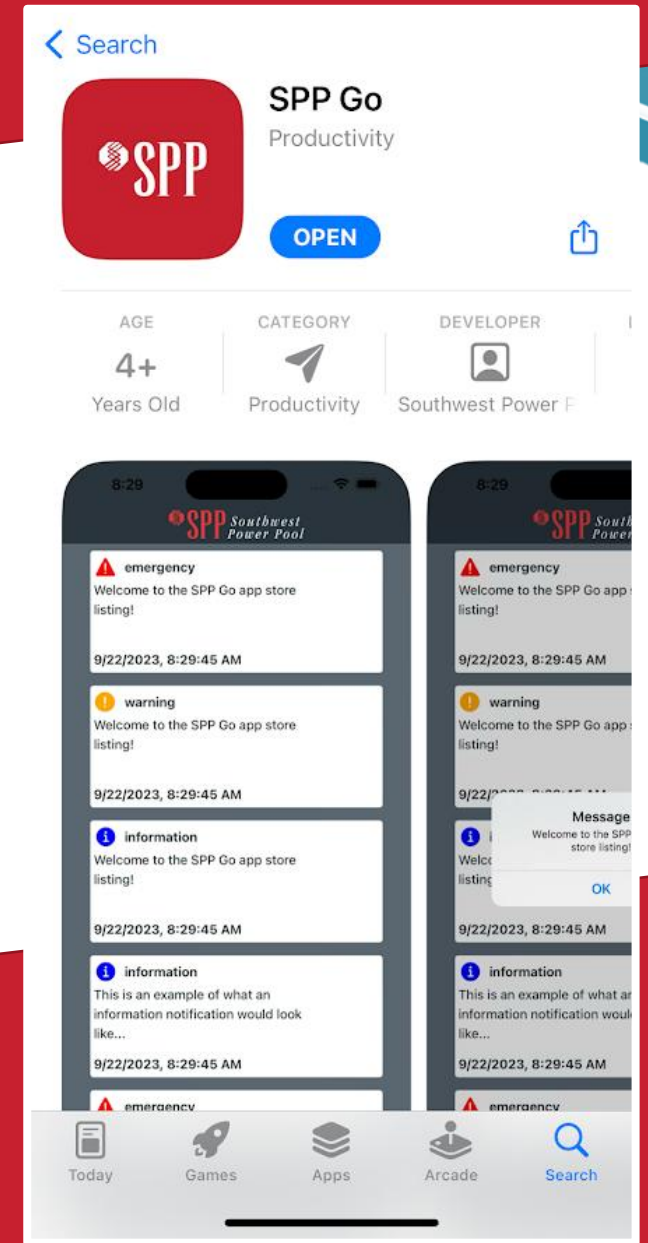 Search
SPP Go
SPP
Productivity
OPEN
AGE
CATEGORY
DEVELOPER
4+
Years Old
Productivity
Southwest Power
8:29
SPP Southwest
Power Pool
emergency
Welcome to the SPP Go app store
listing!
9/22/2023, 8:29:45 AM
warning
Welcome to the SPP Go app store
listing!
9/22/2023, 8:29:45 AM
information
Welcome to the SPP Go app store
listing!
9/22/2023, 8:29:45 AM
information
This is an example of what an
information notification would look
like...
9/22/2023, 8:29:45 AM
emergency
8:29
SPP
Power
emergency
Welcome to the SPP Go app
listing!
9/22/2023, 8:29:45 AM
warning
Welcome to the SPP Go app
listing!
Message
Welcome to the SPP
store listing!
OK
9/22/2023, 8:29:45 AM
information
This is an example of what
information notification
like...
9/22/2023, 8:29:45 AM
emergency
Today
Games
Apps
Arcade
Search